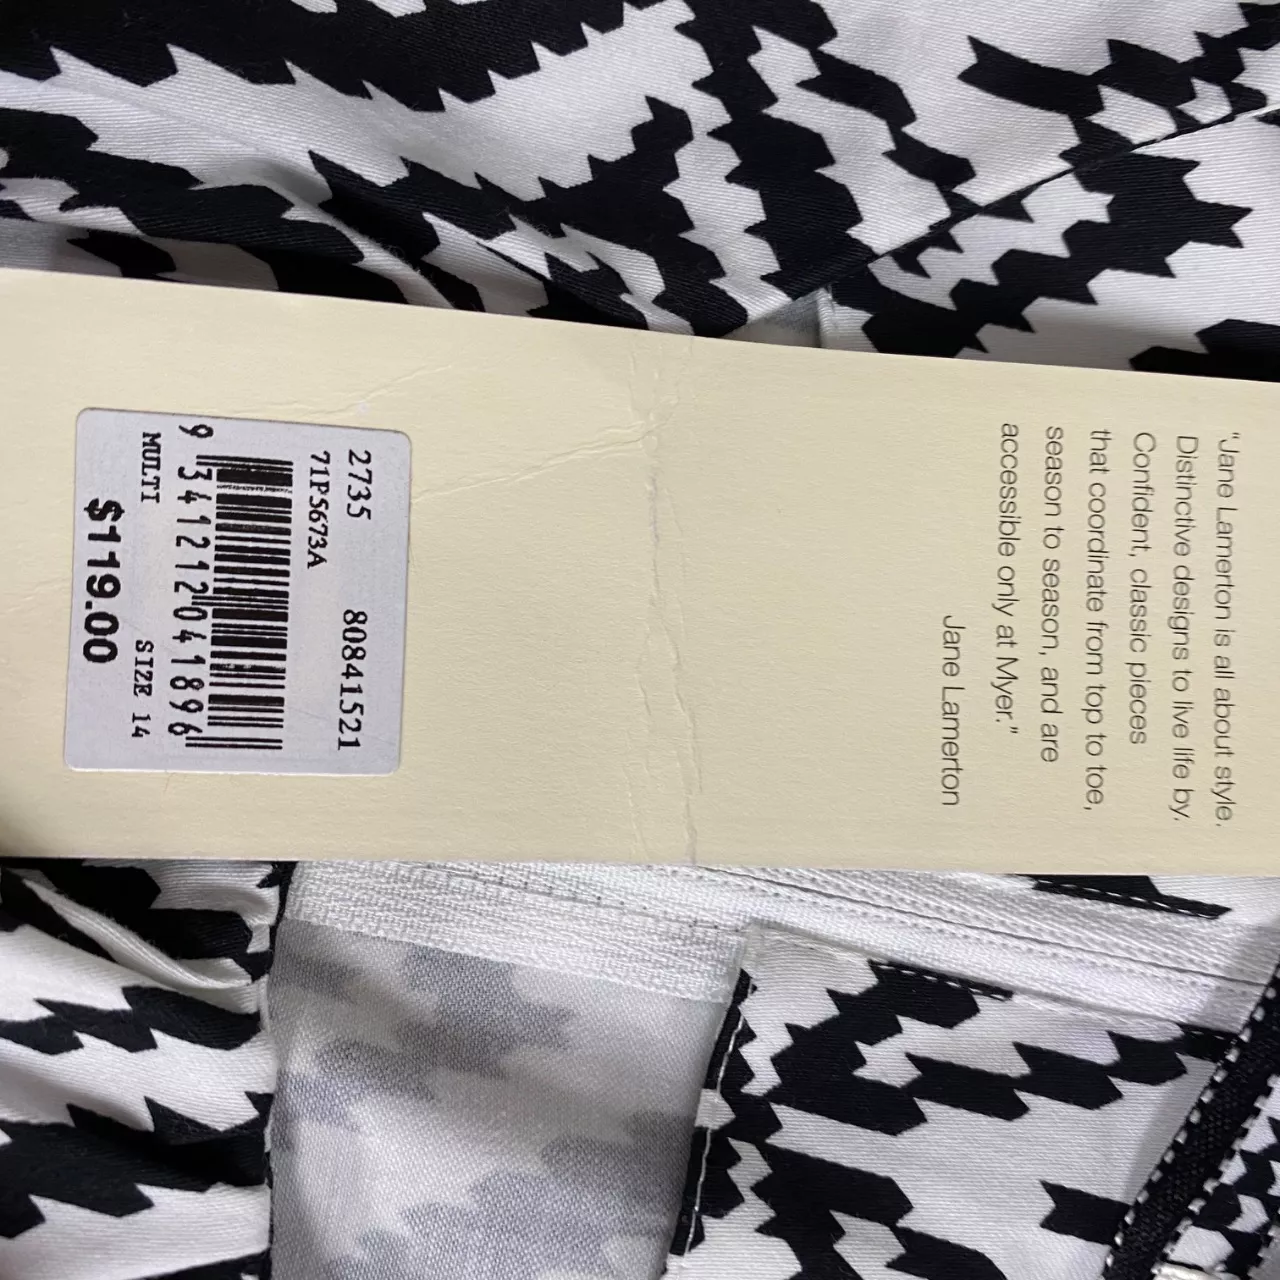 "Jane Lamerton is all about style.
Distinctive designs to live life by.
Confident, classic pieces
that coordinate from top to toe,
season to season, and are
accessible only at Myer."
Jane Lamerton
2735 80841521
71P5673A
9 341212 041896
MULTI SIZE 14
$119.00